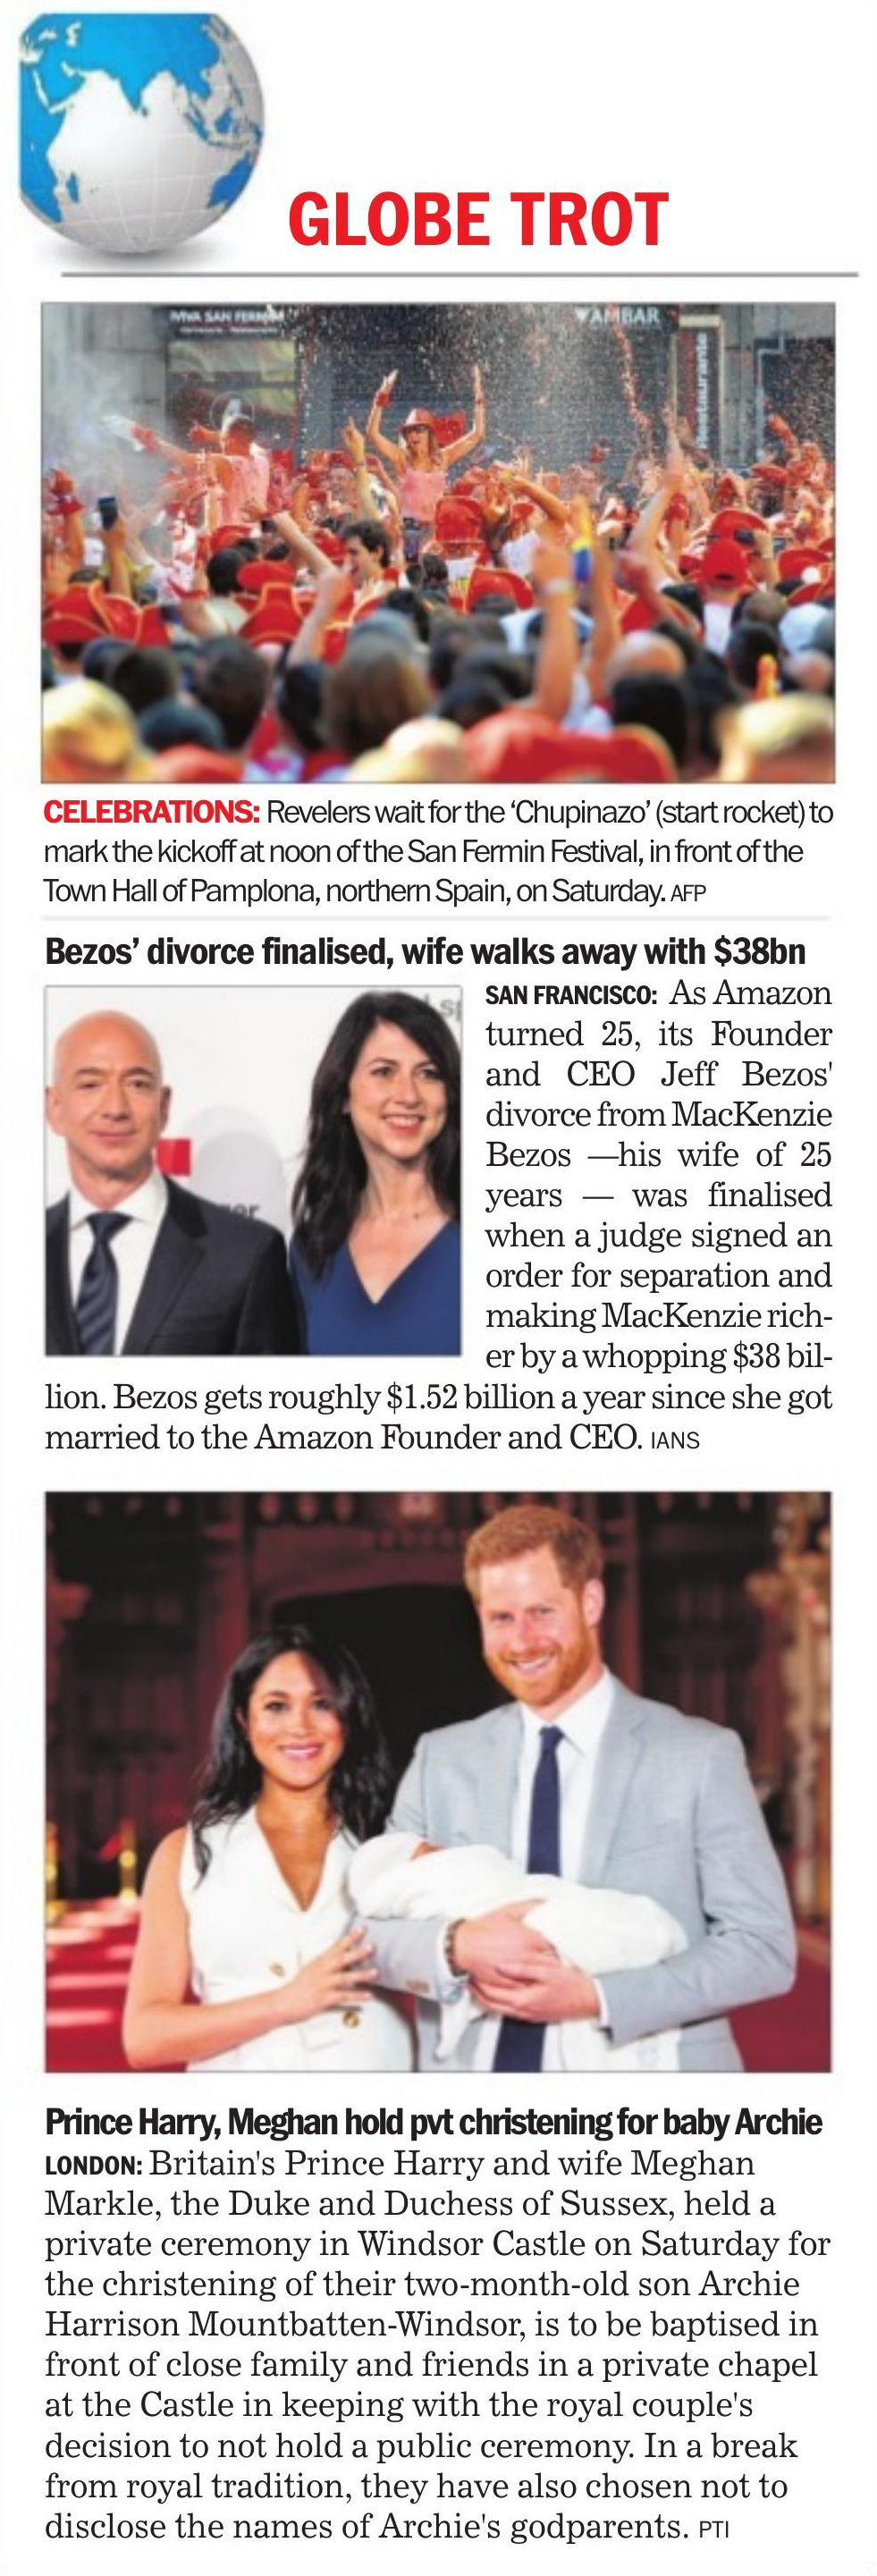 GLOBE TROT
VIVA SAN FERMIN
AMBAR
Restaurante
CELEBRATIONS: Revelers wait for the ‘Chupinazo’ (start rocket) to
mark the kickoff at noon of the San Fermin Festival, in front of the
Town Hall of Pamplona, northern Spain, on Saturday. AFP
Bezos’ divorce finalised, wife walks away with $38bn
SAN FRANCISCO: As Amazon
turned 25, its Founder
and CEO Jeff Bezos'
divorce from MacKenzie
Bezos —his wife of 25
years — was finalised
when a judge signed an
order for separation and
making MacKenzie rich-
er by a whopping $38 bil-
lion. Bezos gets roughly $1.52 billion a year since she got
married to the Amazon Founder and CEO. IANS
Prince Harry, Meghan hold pvt christening for baby Archie
LONDON: Britain's Prince Harry and wife Meghan
Markle, the Duke and Duchess of Sussex, held a
private ceremony in Windsor Castle on Saturday for
the christening of their two-month-old son Archie
Harrison Mountbatten-Windsor, is to be baptised in
front of close family and friends in a private chapel
at the Castle in keeping with the royal couple's
decision to not hold a public ceremony. In a break
from royal tradition, they have also chosen not to
disclose the names of Archie's godparents. PTI